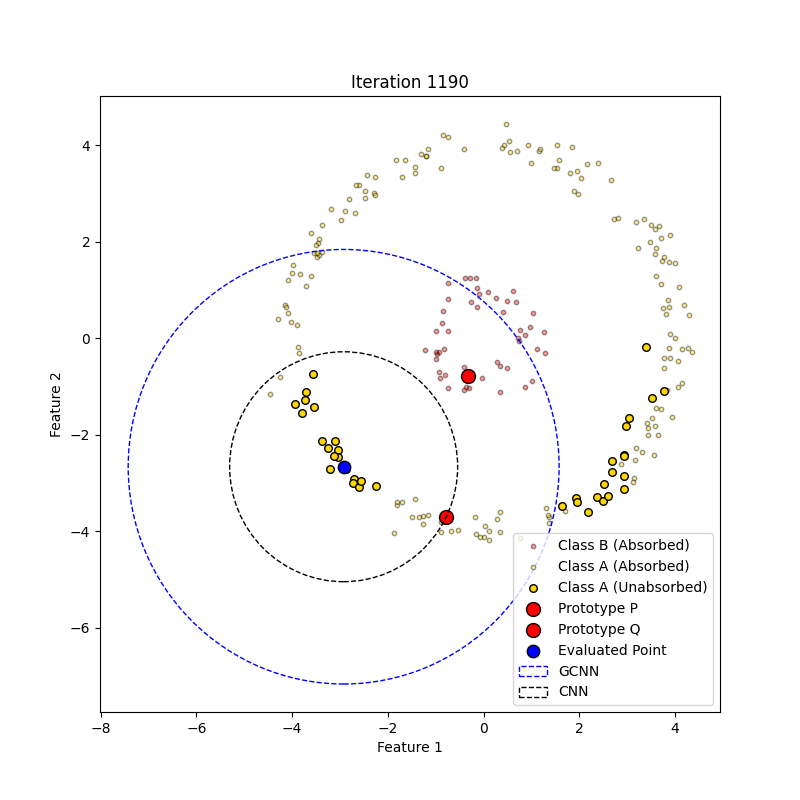 Iteration 1190
Feature 2
4
2
0
−2
−4
−6
−8
−6
−4
−2
0
2
4
Feature 1
Class B (Absorbed)
Class A (Absorbed)
Class A (Unabsorbed)
Prototype P
Prototype Q
Evaluated Point
GCNN
CNN